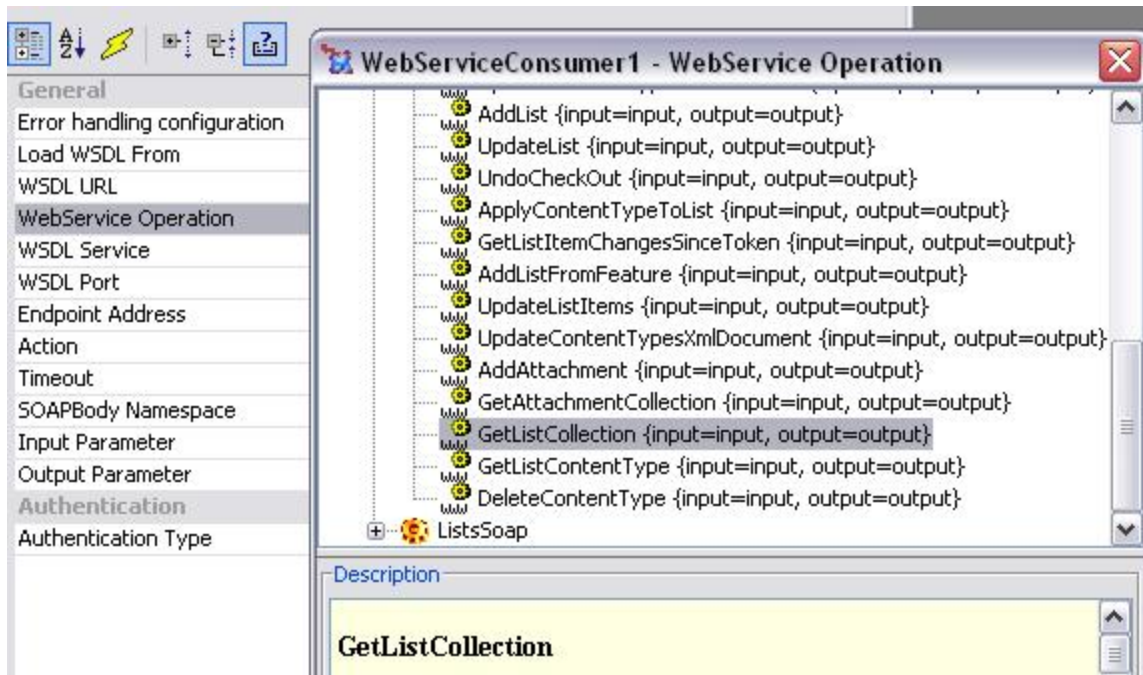 WebServiceConsumer1 - WebService Operation
General
Error handling configuration
Load WSDL From
WSDL URL
WebService Operation
WSDL Service
WSDL Port
Endpoint Address
Action
Timeout
SOAPBody Namespace
Input Parameter
Output Parameter
Authentication
Authentication Type
AddList {input=input, output=output}
UpdateList {input=input, output=output}
UndoCheckOut {input=input, output=output}
ApplyContentTypeToList {input=input, output=output}
GetListItemChangesSinceToken {input=input, output=output}
AddListFromFeature {input=input, output=output}
UpdateListItems {input=input, output=output}
UpdateContentTypesXmlDocument {input=input, output=output}
AddAttachment {input=input, output=output}
GetAttachmentCollection {input=input, output=output}
GetListCollection {input=input, output=output}
GetListContentType {input=input, output=output}
DeleteContentType {input=input, output=output}
ListsSoap
Description
GetListCollection